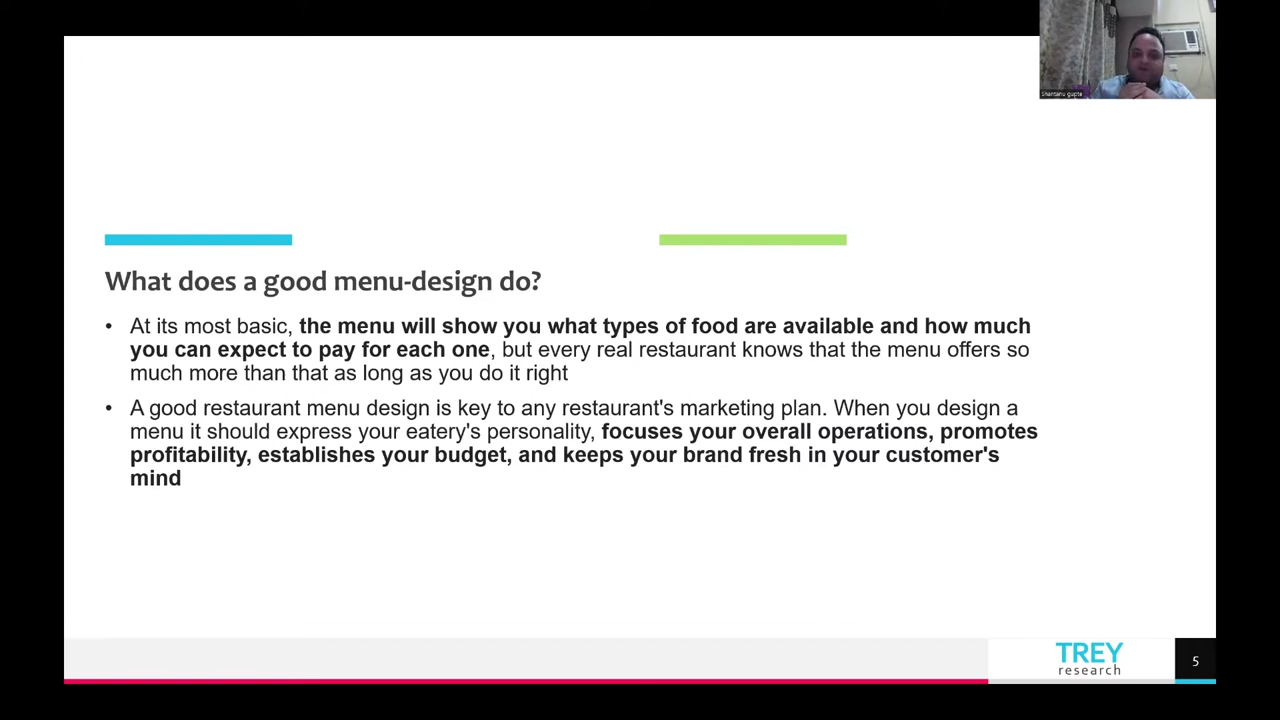 Shantanu gupte
What does a good menu-design do?
• At its most basic, the menu will show you what types of food are available and how much
you can expect to pay for each one, but every real restaurant knows that the menu offers so
much more than that as long as you do it right
• A good restaurant menu design is key to any restaurant's marketing plan. When you design a
menu it should express your eatery's personality, focuses your overall operations, promotes
profitability, establishes your budget, and keeps your brand fresh in your customer's
mind
TREY
research
5